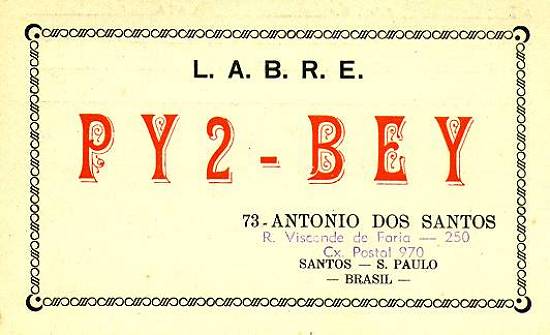 L. A. B. R. E.
PY2-BEY
73-ANTONIO DOS SANTOS
R. Visconde de Faria — 250
Cx. Postal 970
SANTOS — S. PAULO
— BRASIL —